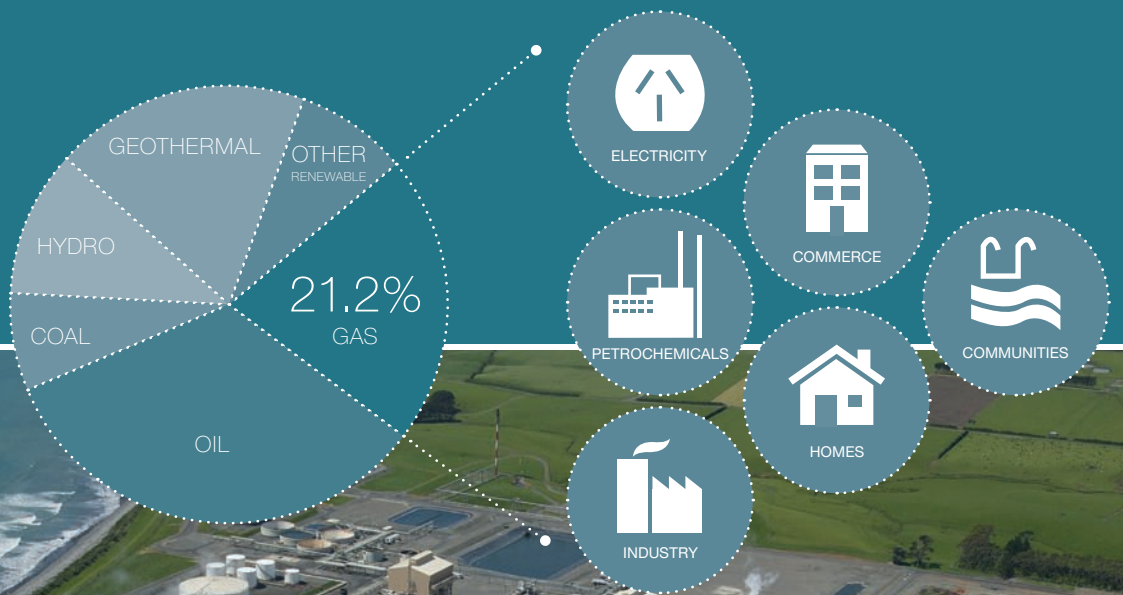 GEOTHERMAL
OTHER
RENEWABLE
HYDRO
21.2%
GAS
COAL
OIL
ELECTRICITY
COMMERCE
PETROCHEMICALS
COMMUNITIES
HOMES
INDUSTRY